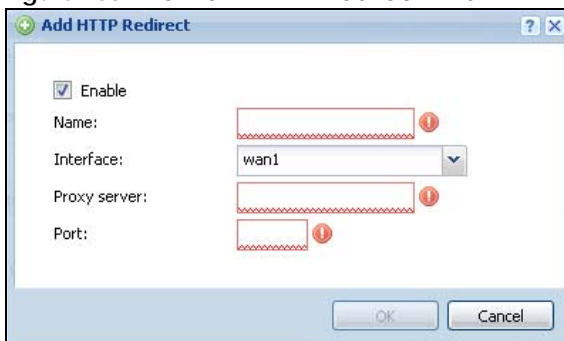 Add HTTP Redirect
Enable
Name:
Interface: wan1
Proxy server:
Port:
OK Cancel